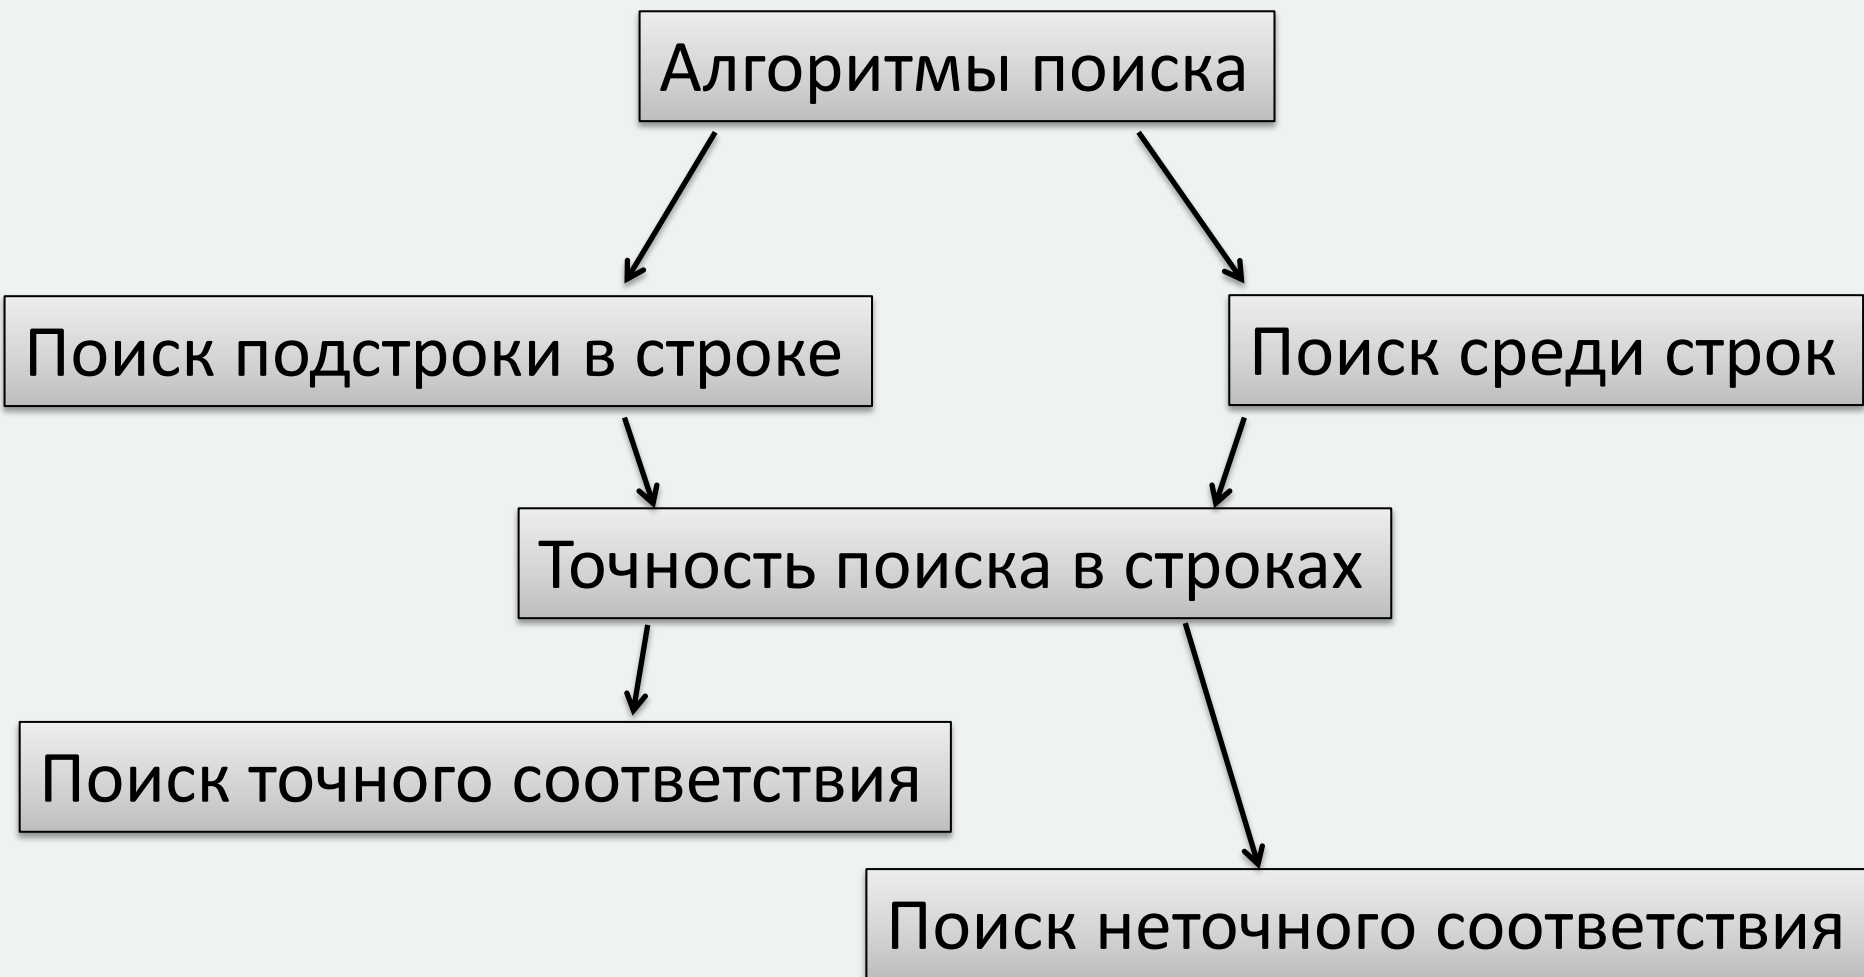 Алгоритмы поиска
Поиск подстроки в строке
Поиск среди строк
Точность поиска в строках
Поиск точного соответствия
Поиск неточного соответствия